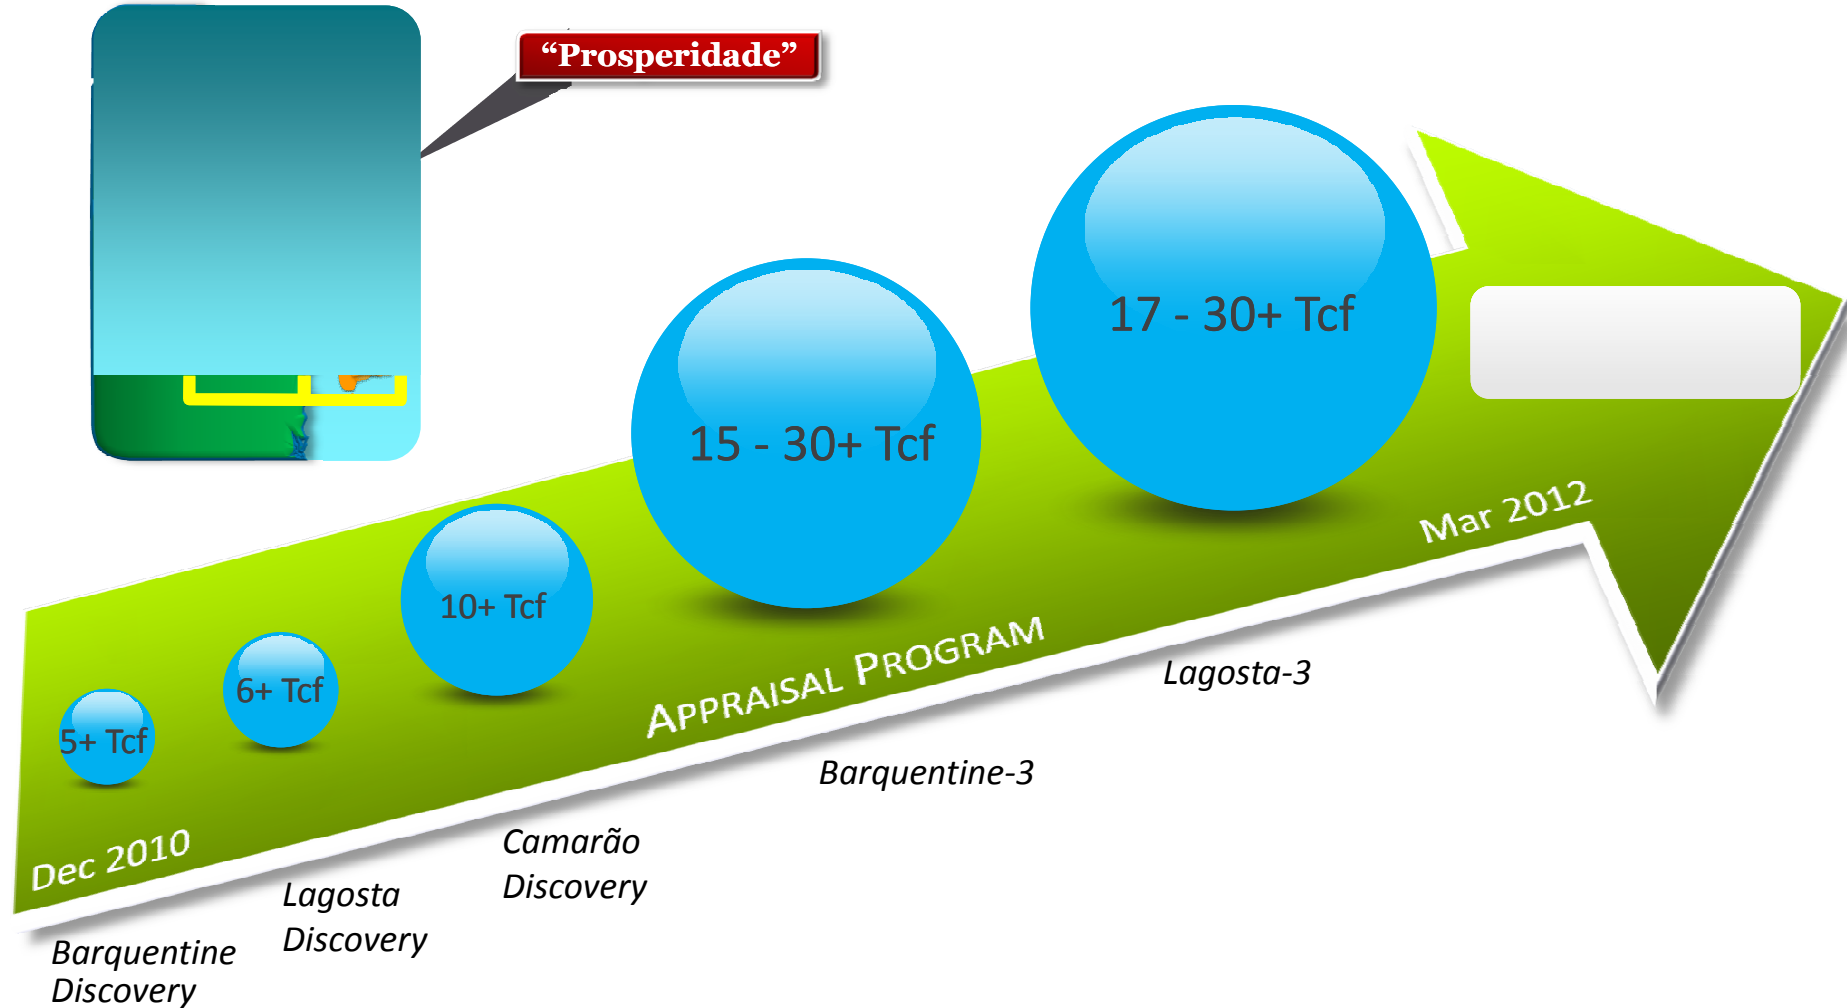 “Prosperidade”
17 - 30+ Tcf
15 - 30+ Tcf
10+ Tcf
6+ Tcf
5+ Tcf
Dec 2010
APPRAISAL PROGRAM
Mar 2012
Barquentine
Discovery
Lagosta
Discovery
Camarão
Discovery
Barquentine-3
Lagosta-3